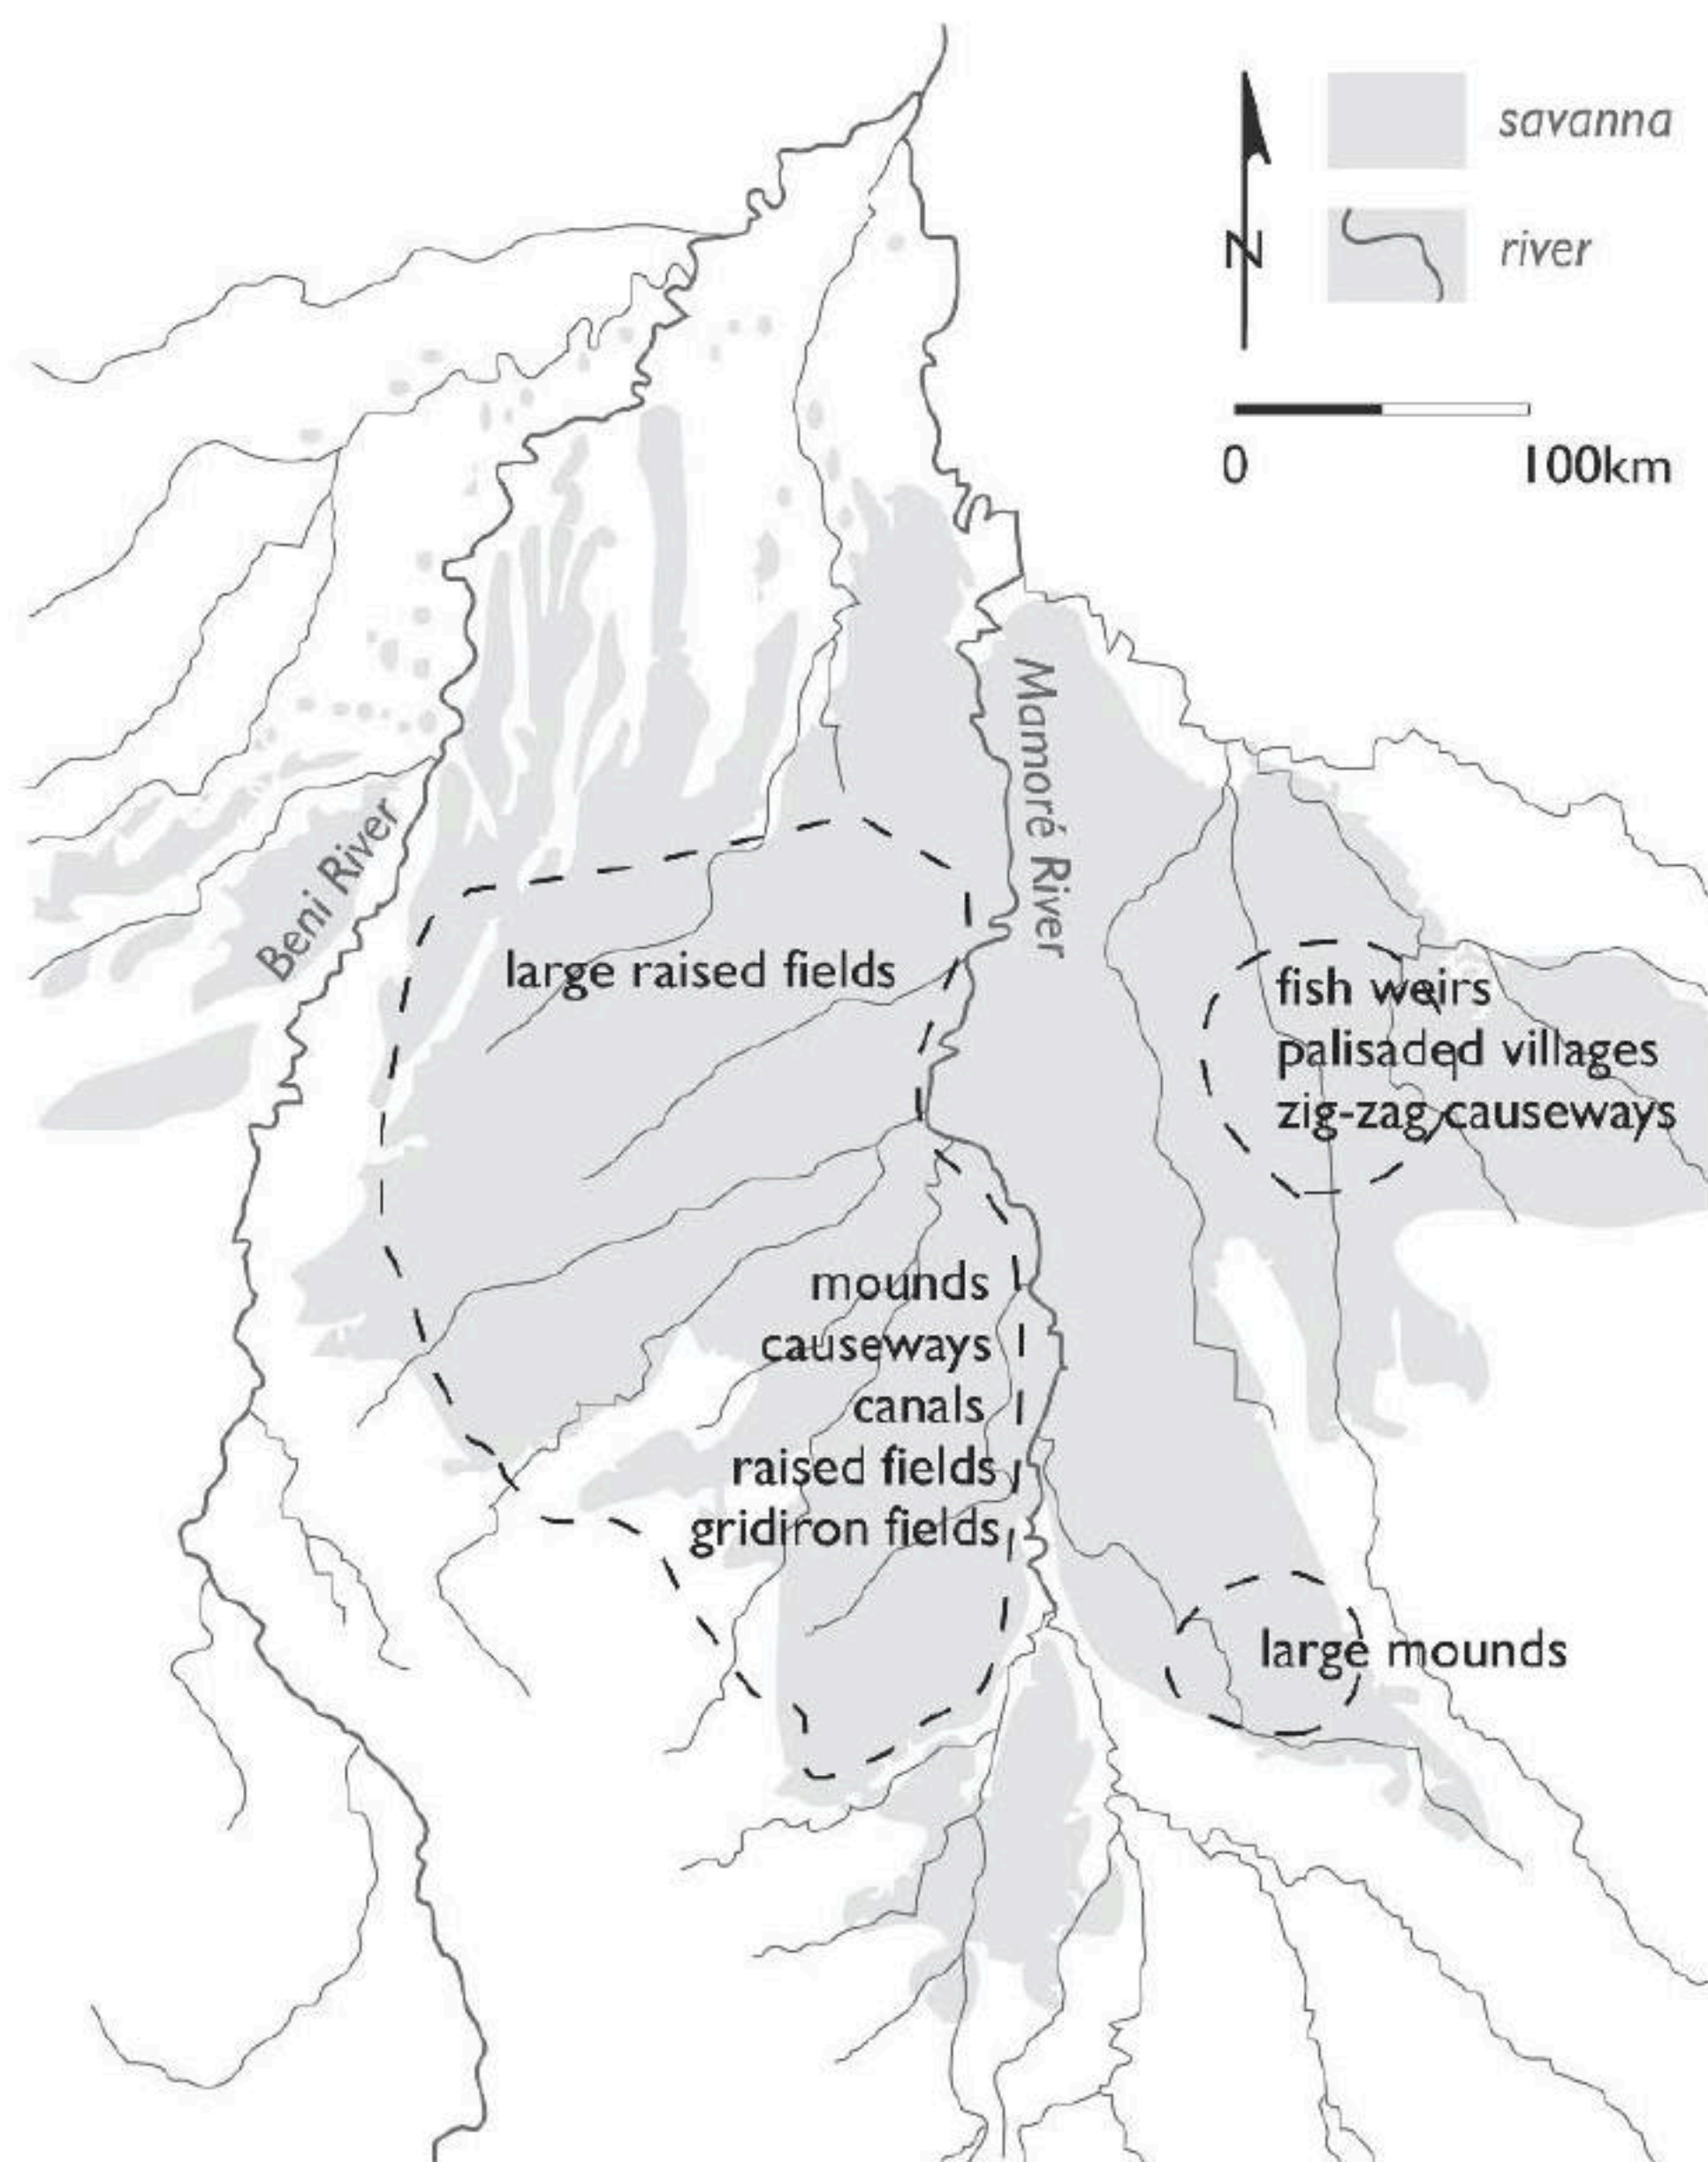 savanna
N
river
0 100km
Mamoré River
Beni River
large raised fields
fish weirs
palisaded villages
zig-zag causeways
mounds
causeways
canals
raised fields
gridiron fields
large mounds